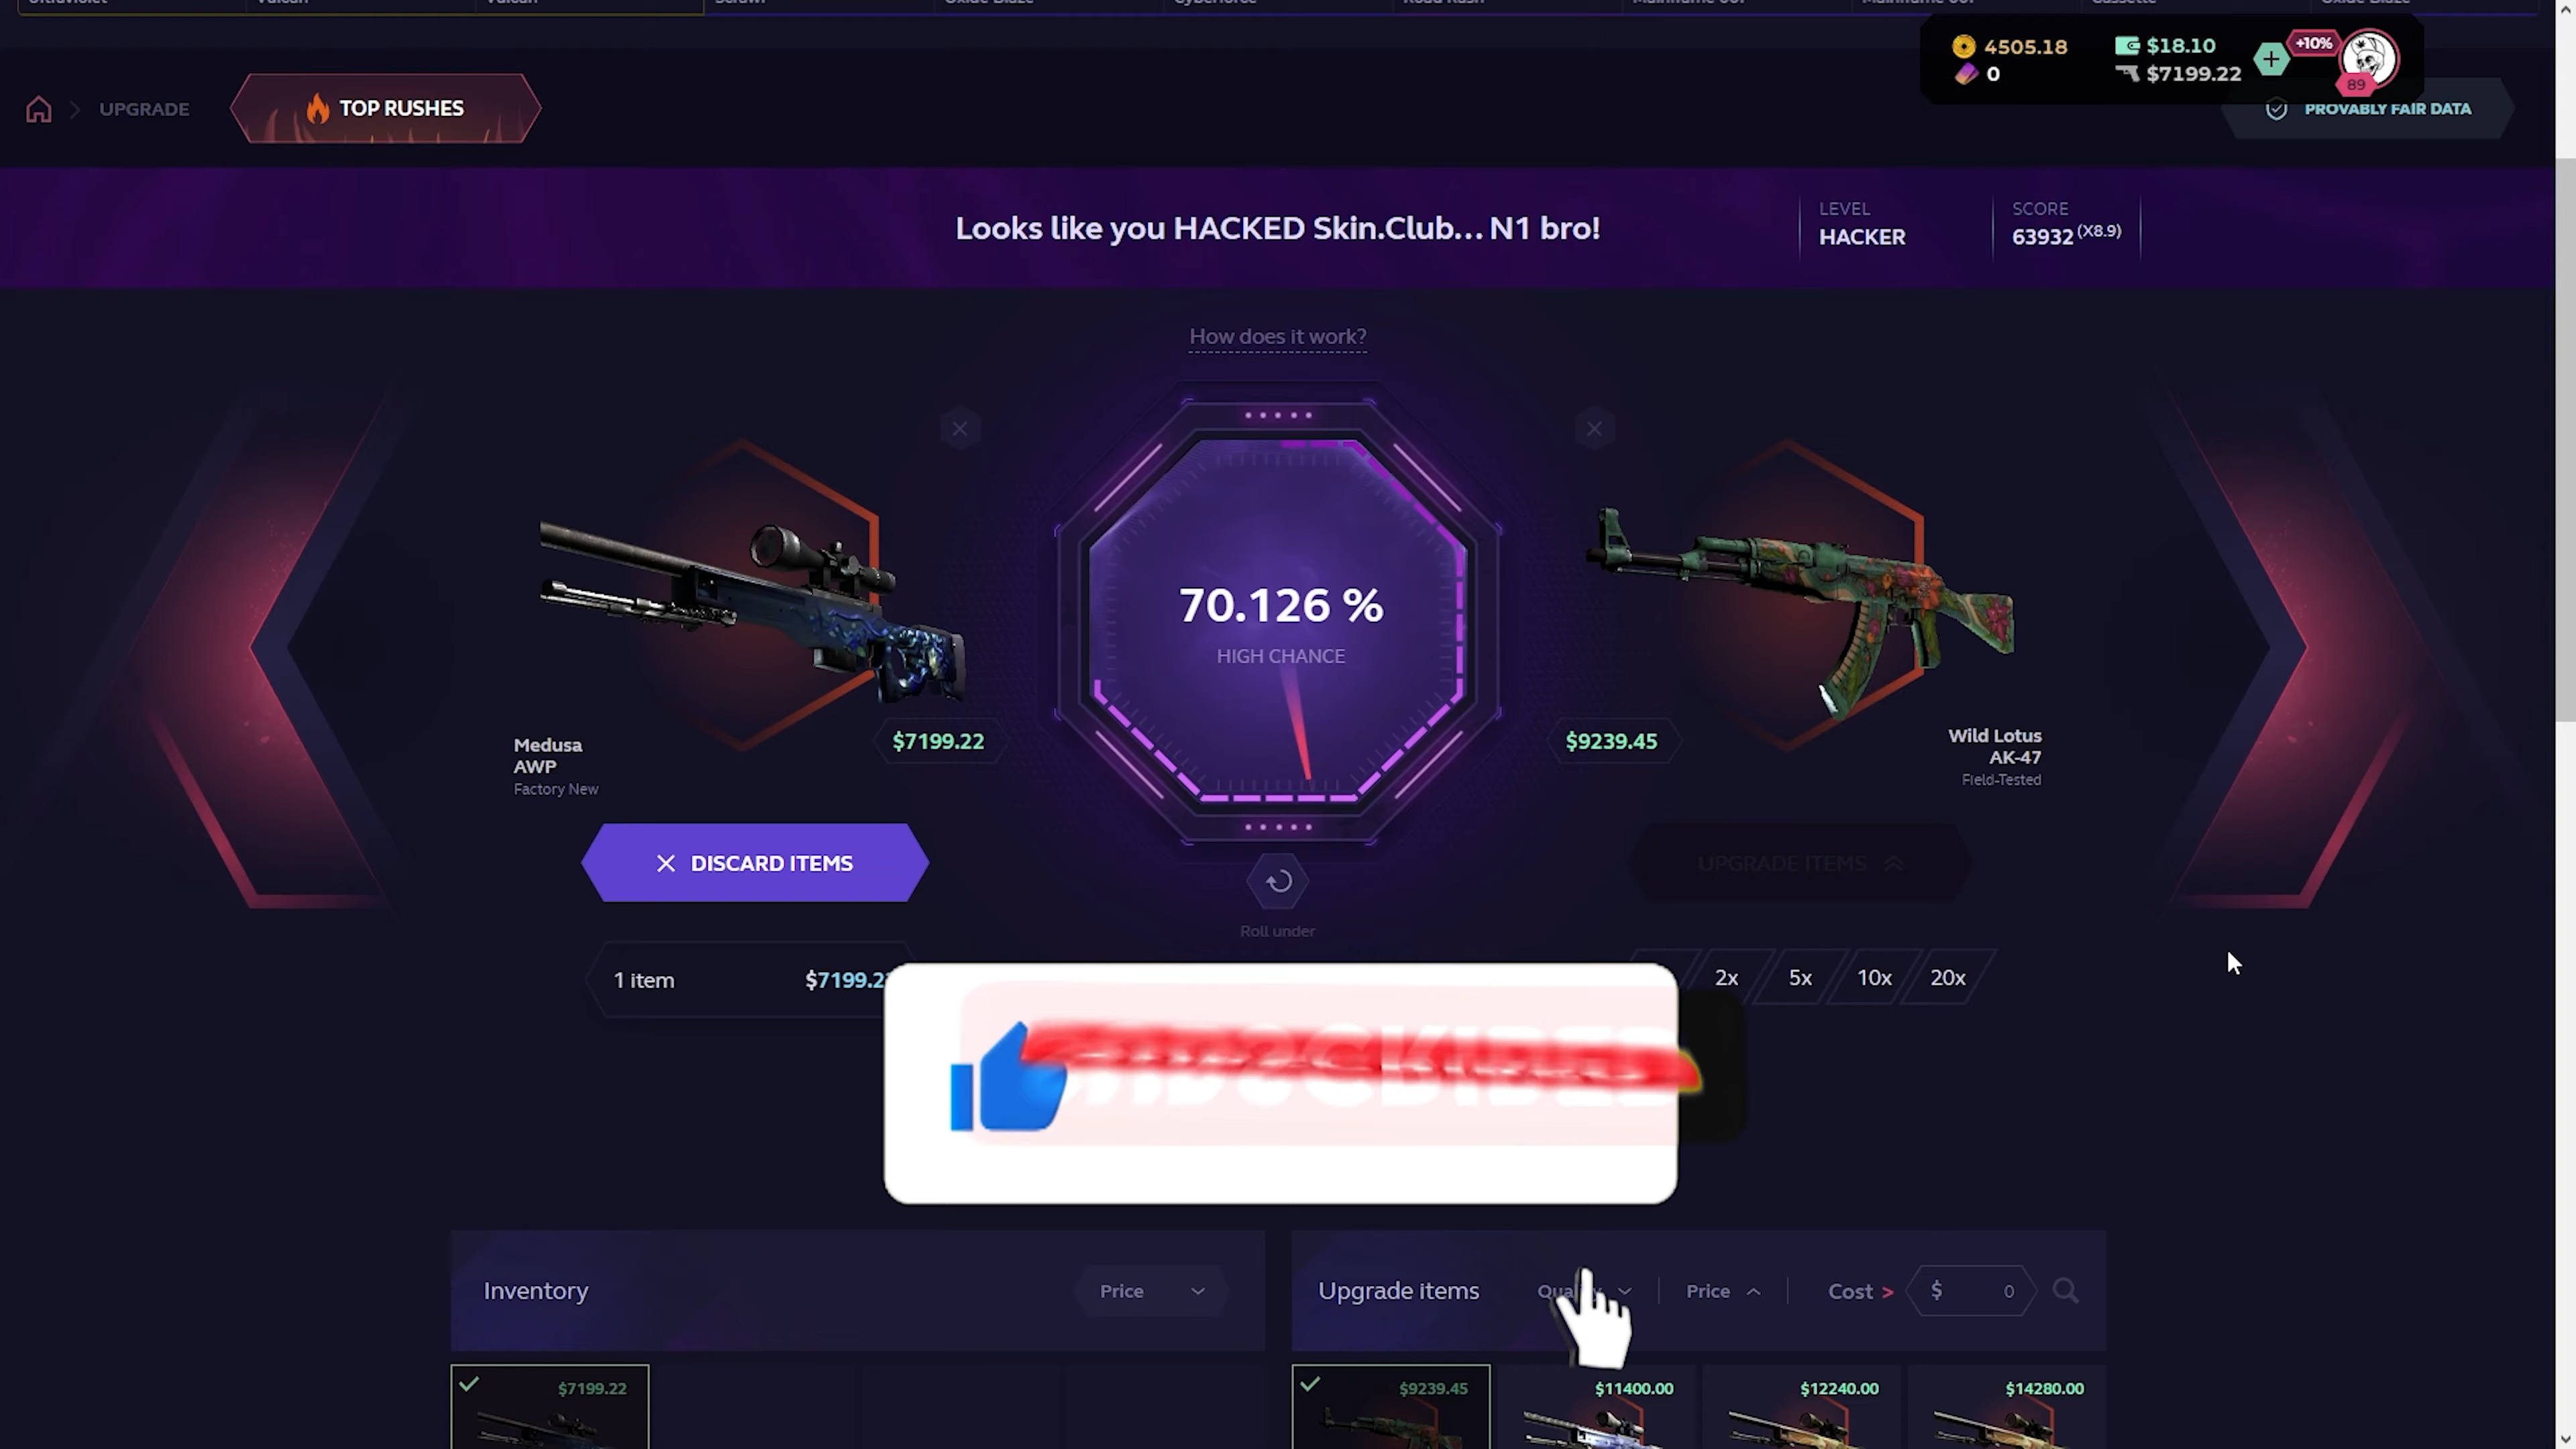 Vulcan
Vulcan
4505.18
$18.10
+10%
0
$7199.22
89
UPGRADE
TOP RUSHES
PROVABLY FAIR DATA
Looks like you HACKED Skin.Club... N1 bro!
LEVEL
HACKER
SCORE
63932 (X8.9)
How does it work?
70.126 %
HIGH CHANCE
$7199.22
$9239.45
Medusa
AWP
Factory New
Wild Lotus
AK-47
Field-Tested
DISCARD ITEMS
UPGRADE ITEMS
Roll under
1 item
2x
5x
10x
20x
Inventory
Price
Upgrade items
Price
Cost >
$ 0
$7199.22
$9239.45
$11400.00
$12240.00
$14280.00